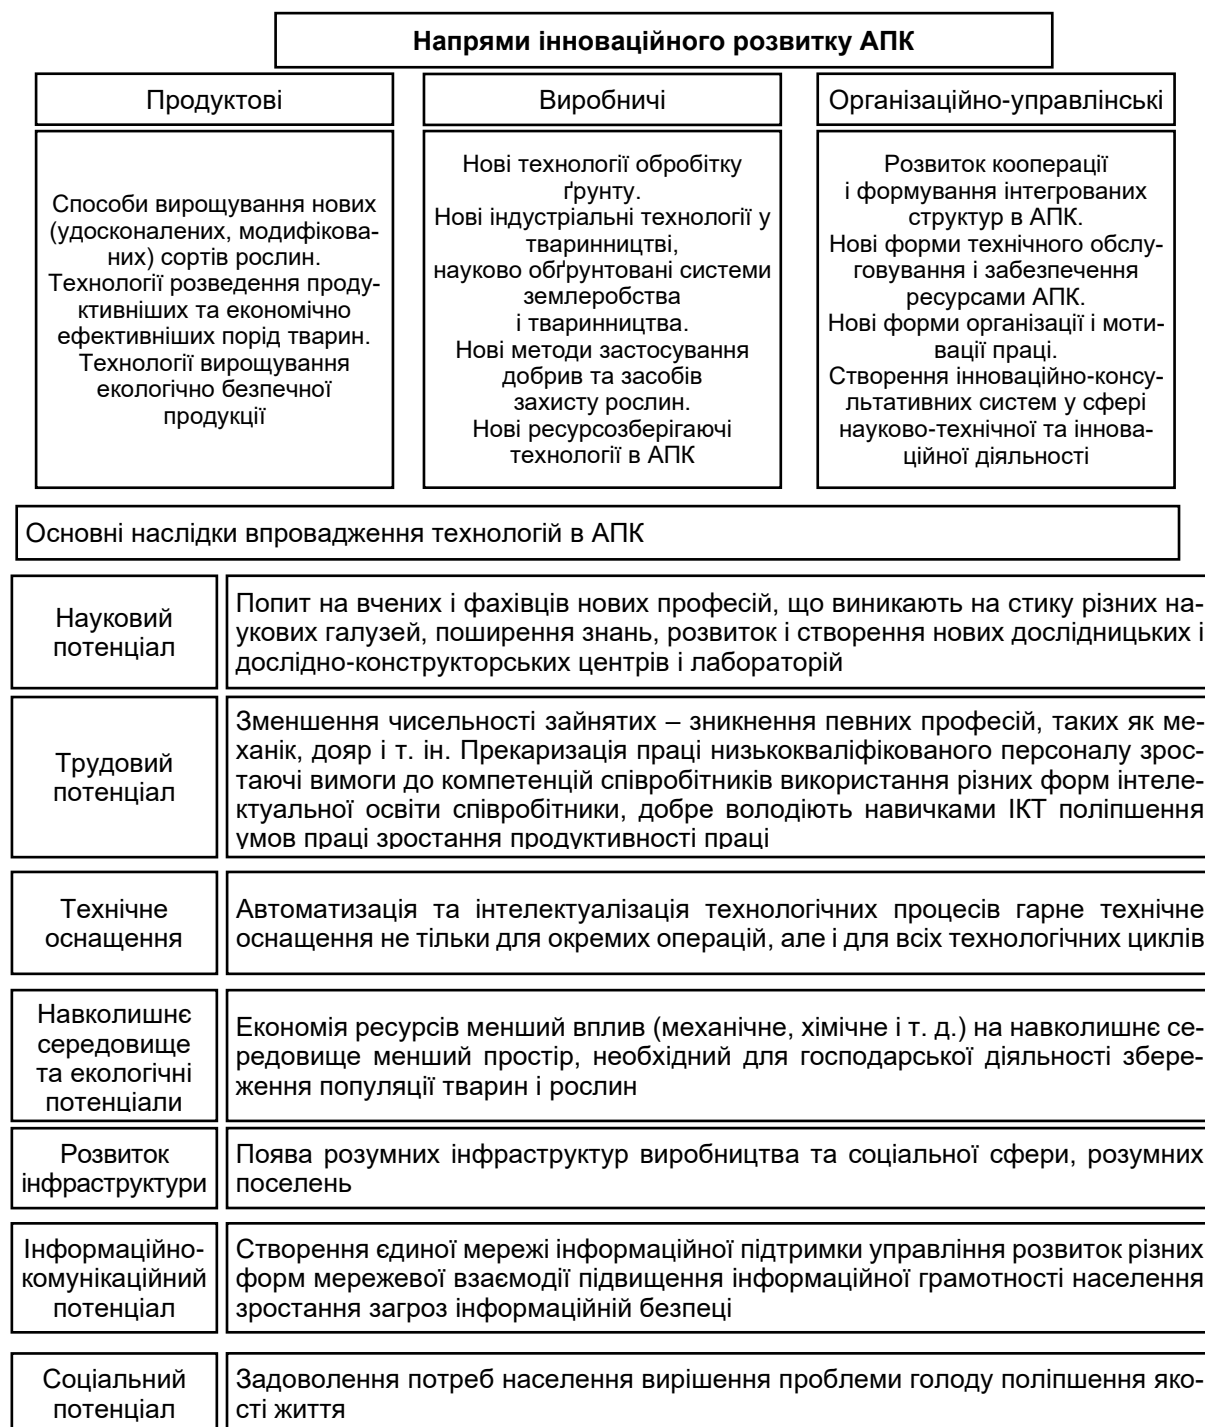 Напрями інноваційного розвитку АПК
Продуктові
Способи вирощування нових
(удосконалених, модифікова-
них) сортів рослин.
Технології розведення проду-
ктивніших та економічно
ефективніших порід тварин.
Технології вирощування
екологічно безпечної
продукції
Виробничі
Нові технології обробітку
ґрунту.
Нові індустріальні технології у
тваринництві,
науково обґрунтовані системи
землеробства
і тваринництва.
Нові методи застосування
добрив та засобів
захисту рослин.
Нові ресурсозберігаючі
технології в АПК
Організаційно-управлінські
Розвиток кооперації
і формування інтегрованих
структур в АПК.
Нові форми технічного обслу-
говування і забезпечення
ресурсами АПК.
Нові форми організації і моти-
вації праці.
Створення інноваційно-консу-
льтативних систем у сфері
науково-технічної та іннова-
ційної діяльності
Основні наслідки впровадження технологій в АПК
Науковий
потенціал
Попит на вчених і фахівців нових професій, що виникають на стику різних на-
укових галузей, поширення знань, розвиток і створення нових дослідницьких і
дослідно-конструкторських центрів і лабораторій
Трудовий
потенціал
Зменшення чисельності зайнятих – зникнення певних професій, таких як ме-
ханік, дояр і т. ін. Прекаризація праці низькокваліфікованого персоналу зрос-
таючі вимоги до компетенцій співробітників використання різних форм інтеле-
ктуальної освіти співробітники, добре володіють навичками ІКТ поліпшення
умов праці зростання продуктивності праці
Технічне
оснащення
Автоматизація та інтелектуалізація технологічних процесів гарне технічне
оснащення не тільки для окремих операцій, але і для всіх технологічних циклів
Навколишнє
середовище
та екологічні
потенціали
Економія ресурсів менший вплив (механічне, хімічне і т. д.) на навколишнє се-
редовище менший простір, необхідний для господарської діяльності збере-
ження популяції тварин і рослин
Розвиток
інфраструктури
Поява розумних інфраструктур виробництва та соціальної сфери, розумних
поселень
Інформаційно-
комунікаційний
потенціал
Створення єдиної мережі інформаційної підтримки управління розвиток різних
форм мережевої взаємодії підвищення інформаційної грамотності населення
зростання загроз інформаційній безпеці
Соціальний
потенціал
Задоволення потреб населення вирішення проблеми голоду поліпшення яко-
сті життя